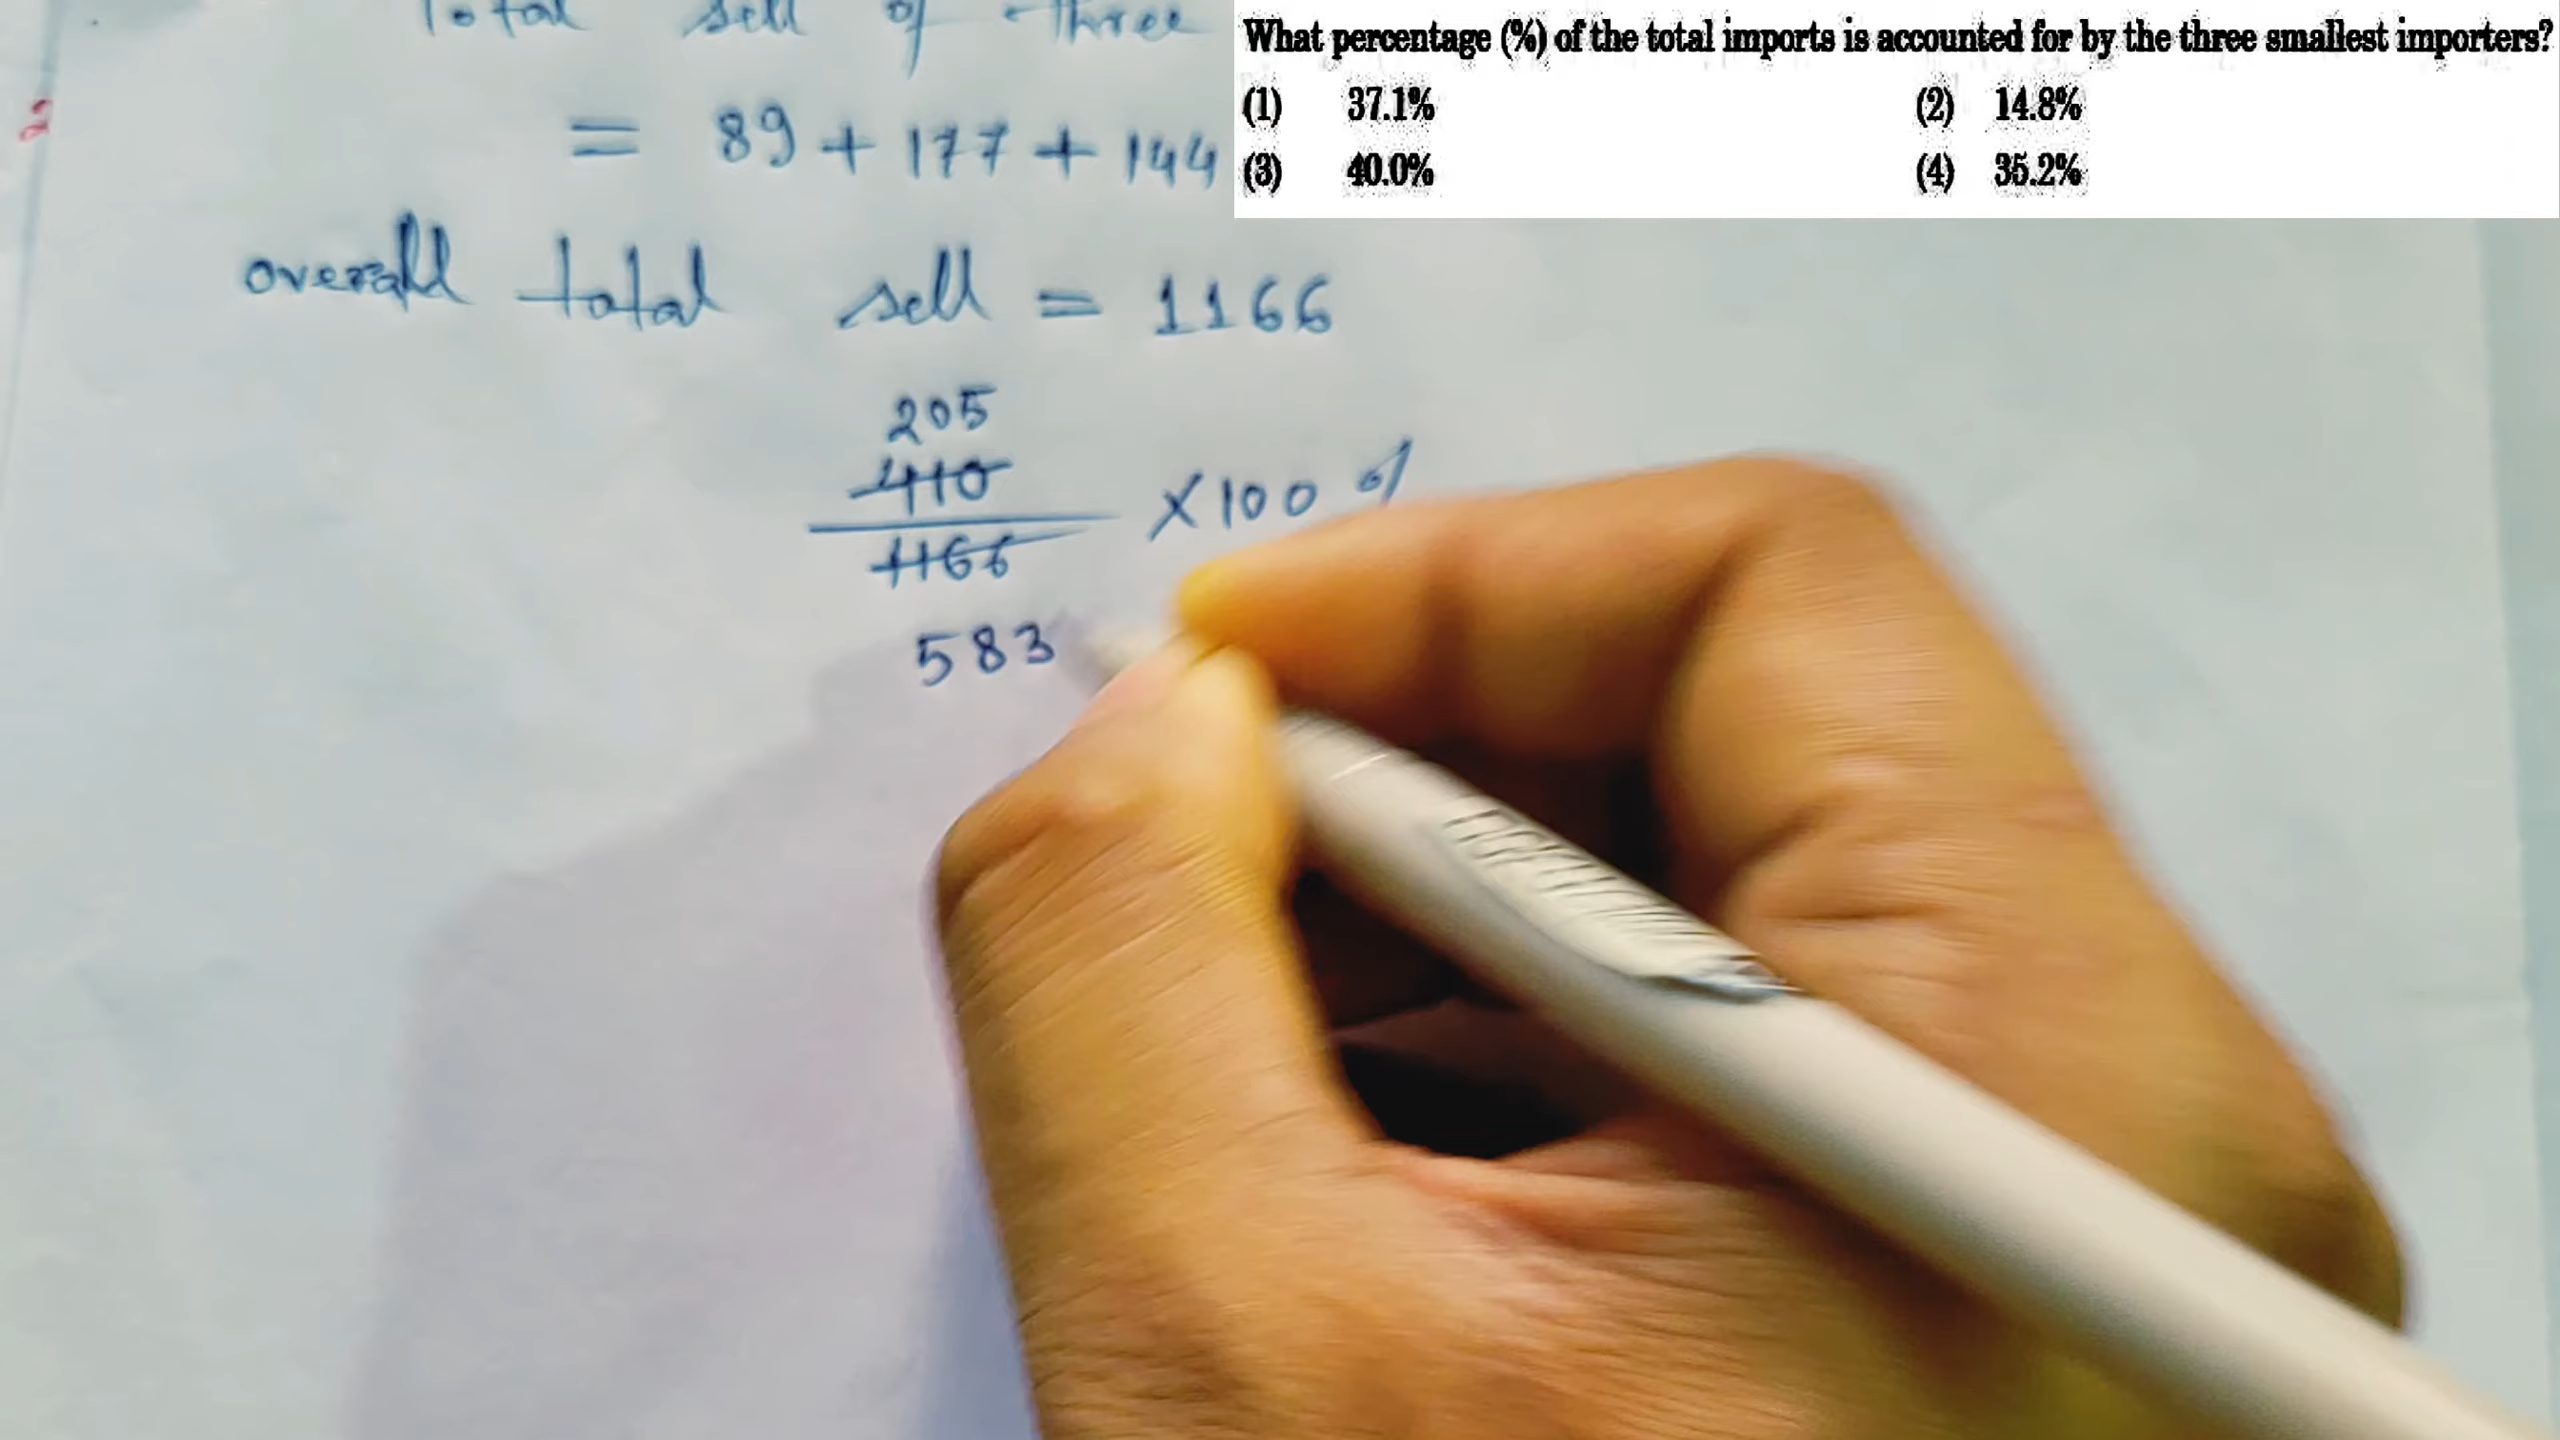 Total sell of three
What percentage (%) of the total imports is accounted for by the three smallest importers?
(1) 37.1% (2) 14.8%
(3) 40.0% (4) 35.2%
2
= 89 + 177 + 144
overall total sell = 1166
205
410
× 100 %
1166
583